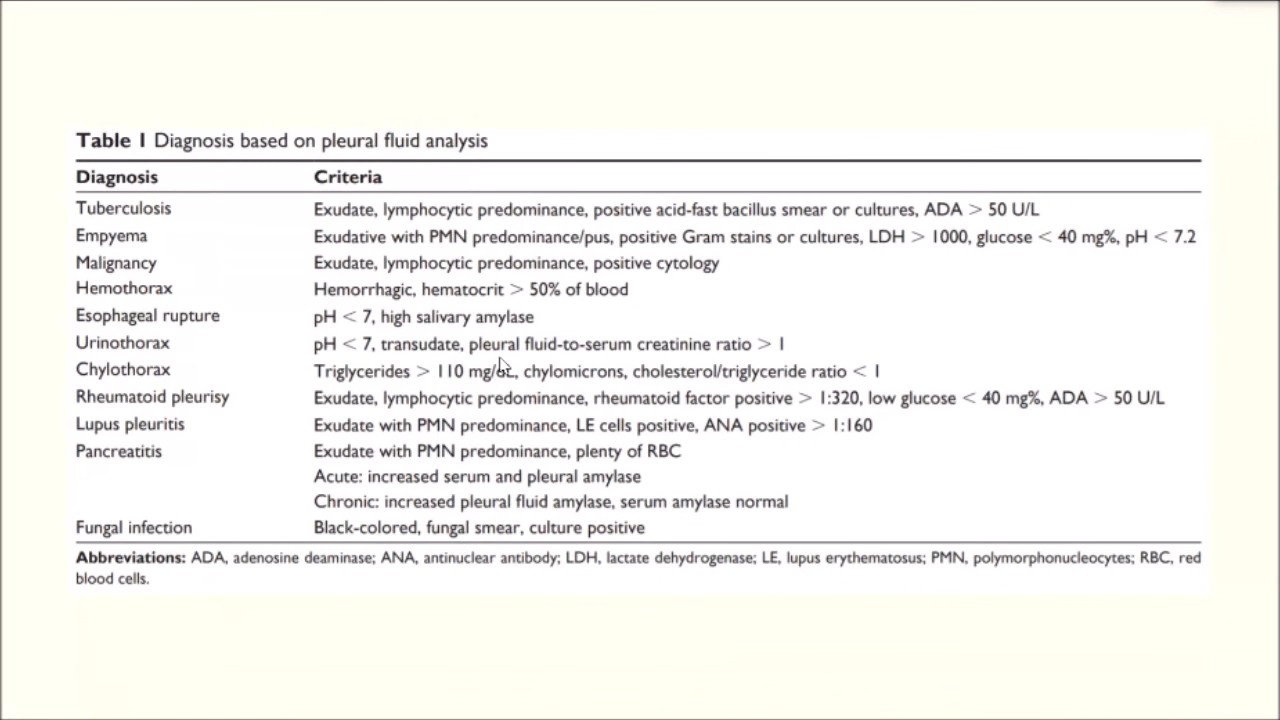 Table 1 Diagnosis based on pleural fluid analysis
Diagnosis Criteria
Tuberculosis Exudate, lymphocytic predominance, positive acid-fast bacillus smear or cultures, ADA > 50 U/L
Empyema Exudative with PMN predominance/pus, positive Gram stains or cultures, LDH > 1000, glucose < 40 mg%, pH < 7.2
Malignancy Exudate, lymphocytic predominance, positive cytology
Hemothorax Hemorrhagic, hematocrit > 50% of blood
Esophageal rupture pH < 7, high salivary amylase
Urinothorax pH < 7, transudate, pleural fluid-to-serum creatinine ratio > 1
Chylothorax Triglycerides > 110 mg/dL, chylomicrons, cholesterol/triglyceride ratio < 1
Rheumatoid pleurisy Exudate, lymphocytic predominance, rheumatoid factor positive > 1:320, low glucose < 40 mg%, ADA > 50 U/L
Lupus pleuritis Exudate with PMN predominance, LE cells positive, ANA positive > 1:160
Pancreatitis Exudate with PMN predominance, plenty of RBC
Acute: increased serum and pleural amylase
Chronic: increased pleural fluid amylase, serum amylase normal
Fungal infection Black-colored, fungal smear, culture positive
Abbreviations: ADA, adenosine deaminase; ANA, antinuclear antibody; LDH, lactate dehydrogenase; LE, lupus erythematosus; PMN, polymorphonucleocytes; RBC, red
blood cells.